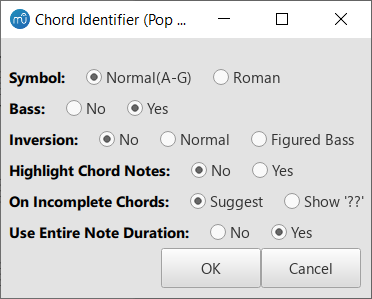 Chord Identifier (Pop ...
Symbol: Normal(A-G) Roman
Bass: No Yes
Inversion: No Normal Figured Bass
Highlight Chord Notes: No Yes
On Incomplete Chords: Suggest Show '??'
Use Entire Note Duration: No Yes
OK Cancel